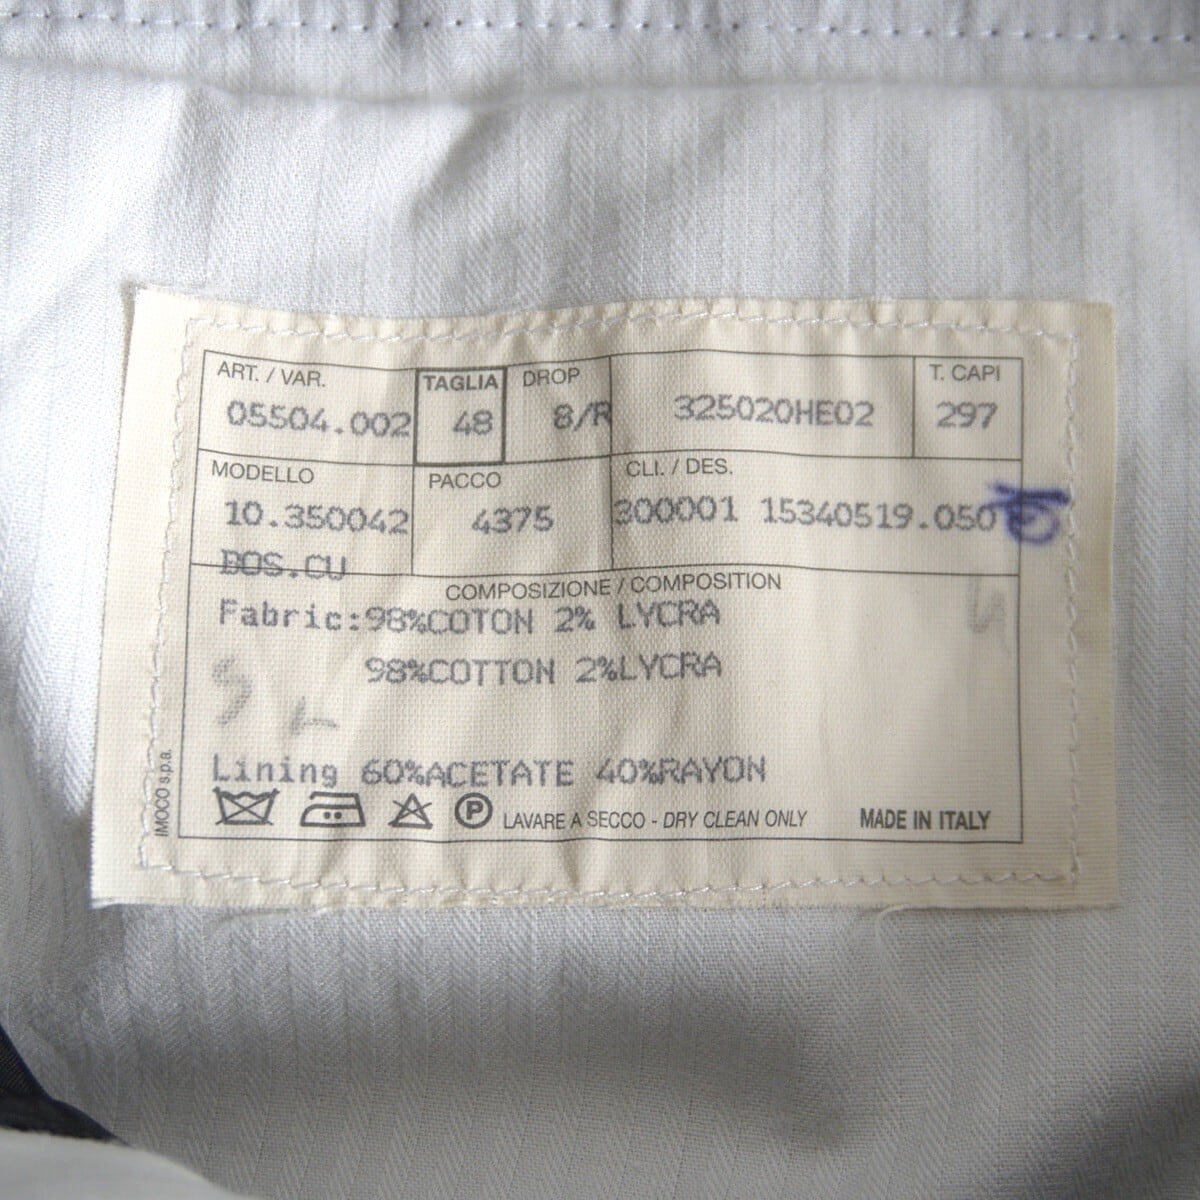 ART. / VAR. TAGLIA DROP T. CAPI
05504.002 48 8/R 325020HE02 297
MODELLO PACCO CLI. / DES.
10.350042 4375 300001 15340519.050
BOS.CU
COMPOSIZIONE / COMPOSITION
Fabric:98%COTON 2% LYCRA
98%COTTON 2%LYCRA
Lining 60%ACETATE 40%RAYON
P LAVARE A SECCO - DRY CLEAN ONLY MADE IN ITALY
IMOCO s.p.a.